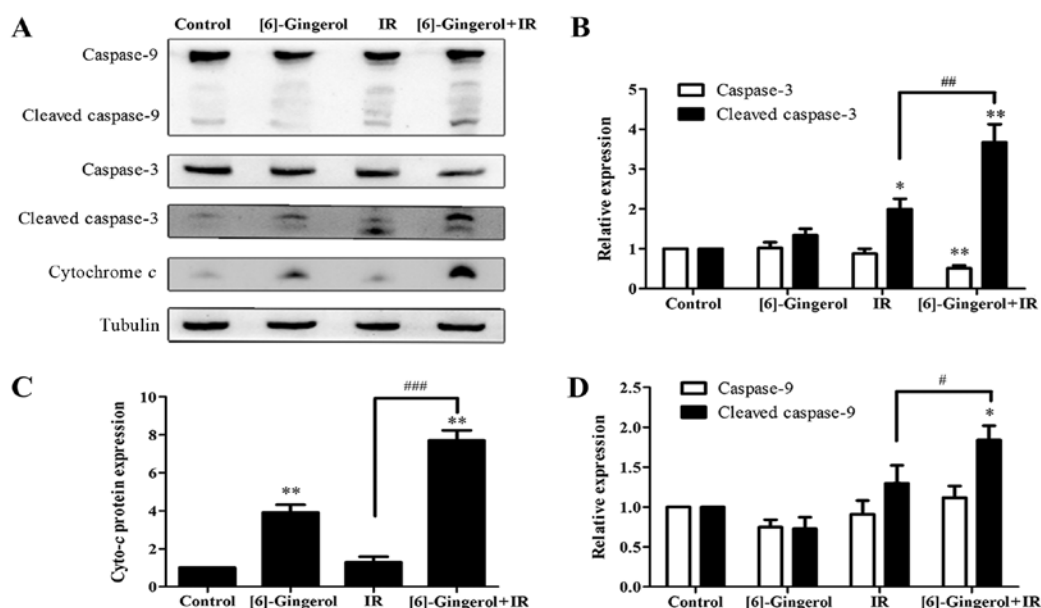 A
Control [6]-Gingerol IR [6]-Gingerol+IR
Caspase-9
Cleaved caspase-9
Caspase-3
Cleaved caspase-3
Cytochrome c
Tubulin
B
Caspase-3
Cleaved caspase-3
##
**
*
**
Relative expression
5
4
3
2
1
0
Control [6]-Gingerol IR [6]-Gingerol+IR
C
###
**
**
Cyto-c protein expression
10
8
6
4
2
0
Control [6]-Gingerol IR [6]-Gingerol+IR
D
Caspase-9
Cleaved caspase-9
#
*
Relative expression
2.5
2.0
1.5
1.0
0.5
0.0
Control [6]-Gingerol IR [6]-Gingerol+IR